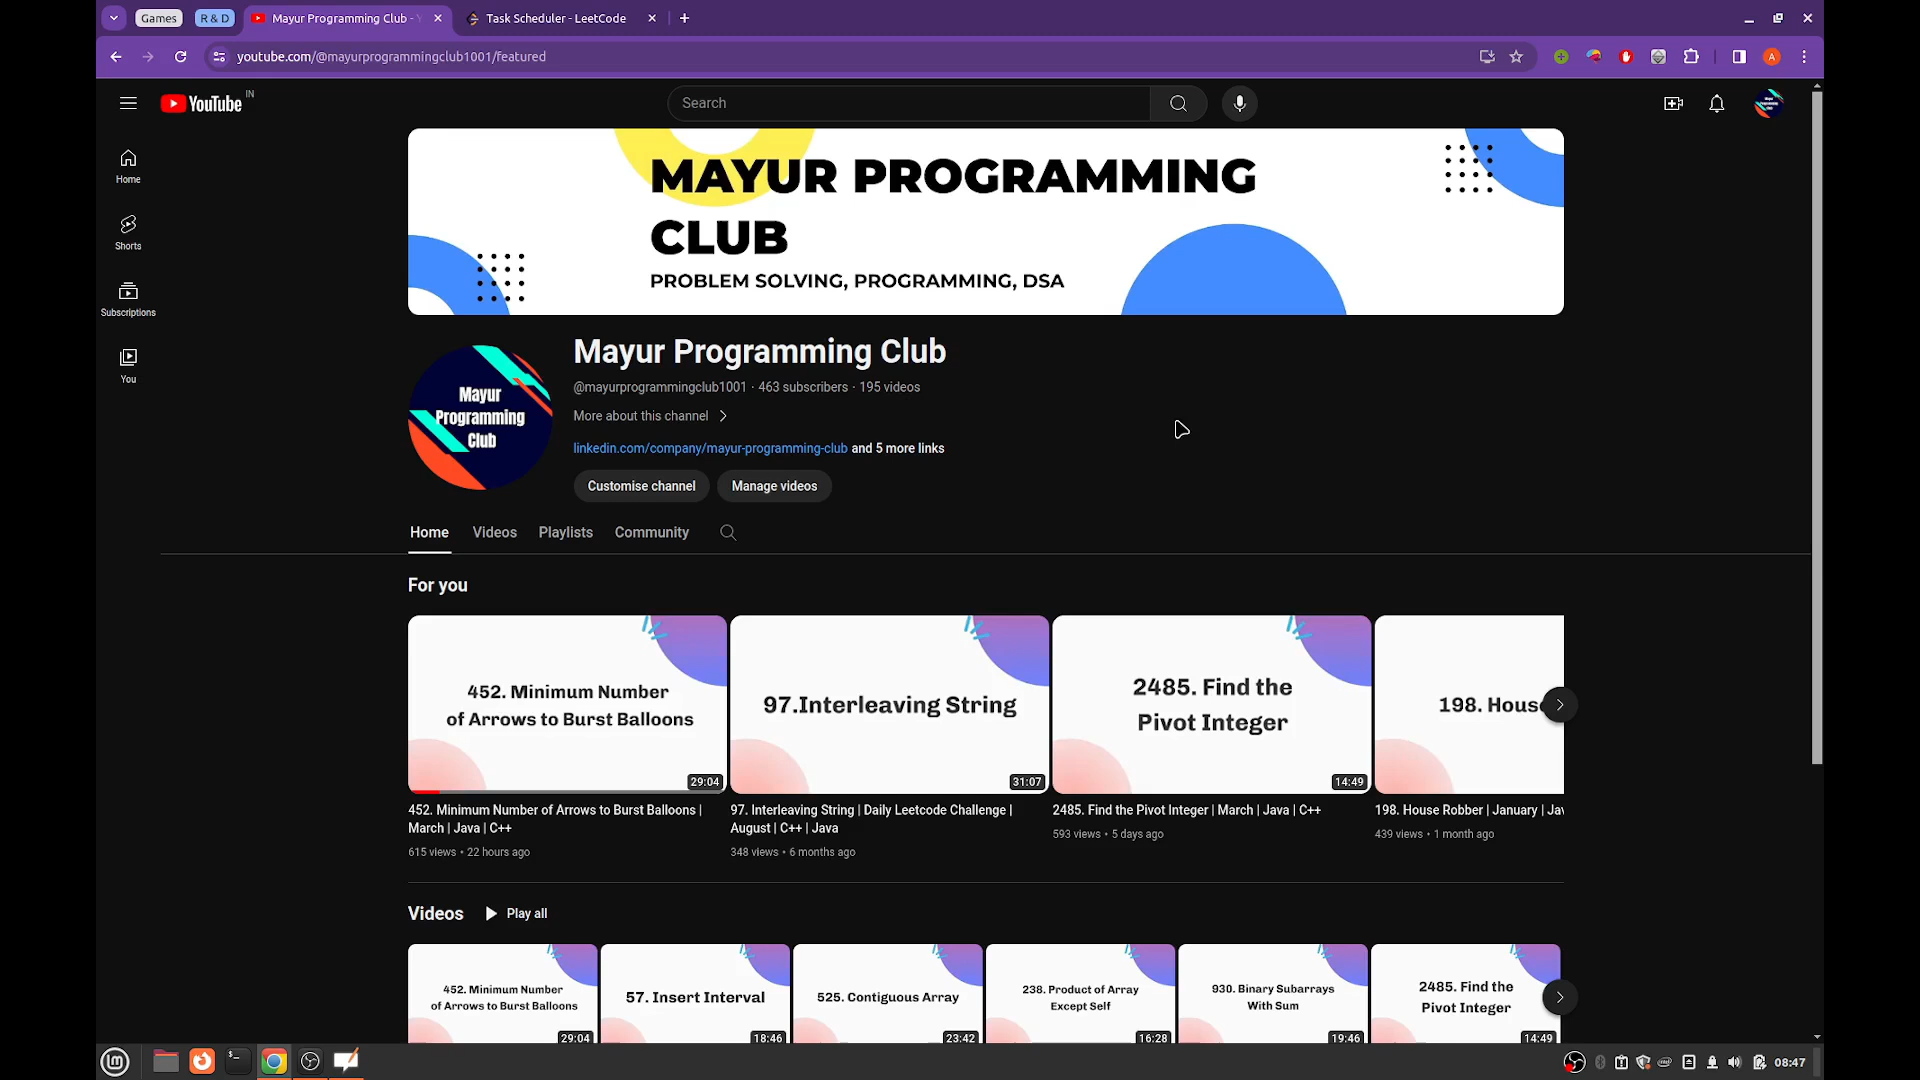 Games
R & D
Mayur Programming Club -
Task Scheduler - LeetCode
youtube.com/@mayurprogrammingclub1001/featured
A
YouTube
IN
Search
Home
Shorts
Subscriptions
You
MAYUR PROGRAMMING
CLUB
PROBLEM SOLVING, PROGRAMMING, DSA
Mayur
Programming
Club
Mayur Programming Club
@mayurprogrammingclub1001 · 463 subscribers · 195 videos
More about this channel
linkedin.com/company/mayur-programming-club and 5 more links
Customise channel
Manage videos
Home
Videos
Playlists
Community
For you
452. Minimum Number
of Arrows to Burst Balloons
29:04
97.Interleaving String
31:07
2485. Find the
Pivot Integer
14:49
198. House
452. Minimum Number of Arrows to Burst Balloons |
March | Java | C++
615 views • 22 hours ago
97. Interleaving String | Daily Leetcode Challenge |
August | C++ | Java
348 views • 6 months ago
2485. Find the Pivot Integer | March | Java | C++
593 views • 5 days ago
198. House Robber | January | Jav
439 views • 1 month ago
Videos
Play all
452. Minimum Number
of Arrows to Burst Balloons
29:04
57. Insert Interval
18:46
525. Contiguous Array
23:42
238. Product of Array
Except Self
16:28
930. Binary Subarrays
With Sum
19:46
2485. Find the
Pivot Integer
14:49
08:47